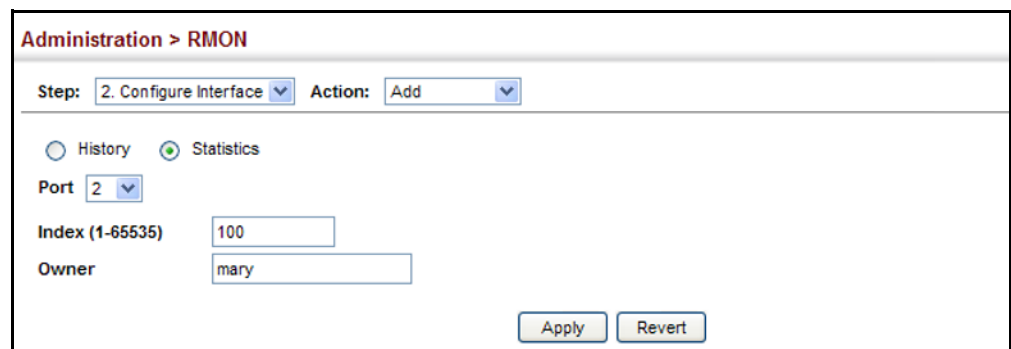 Administration > RMON
Step: 2. Configure Interface Action: Add
History Statistics
Port 2
Index (1-65535) 100
Owner mary
Apply Revert